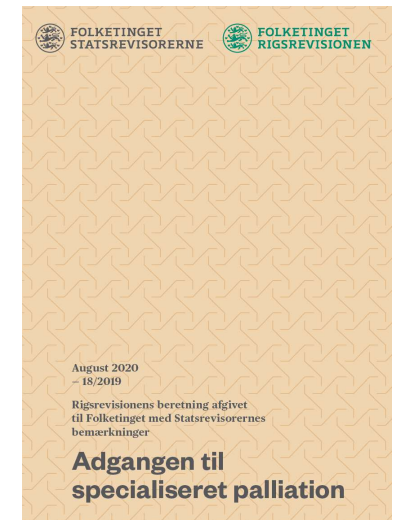 FOLKETINGET
STATSREVISORERNE
FOLKETINGET
RIGSREVISIONEN
August 2020
– 18/2019
Rigsrevisionens beretning afgivet
til Folketinget med Statsrevisorernes
bemærkninger
Adgangen til
specialiseret palliation